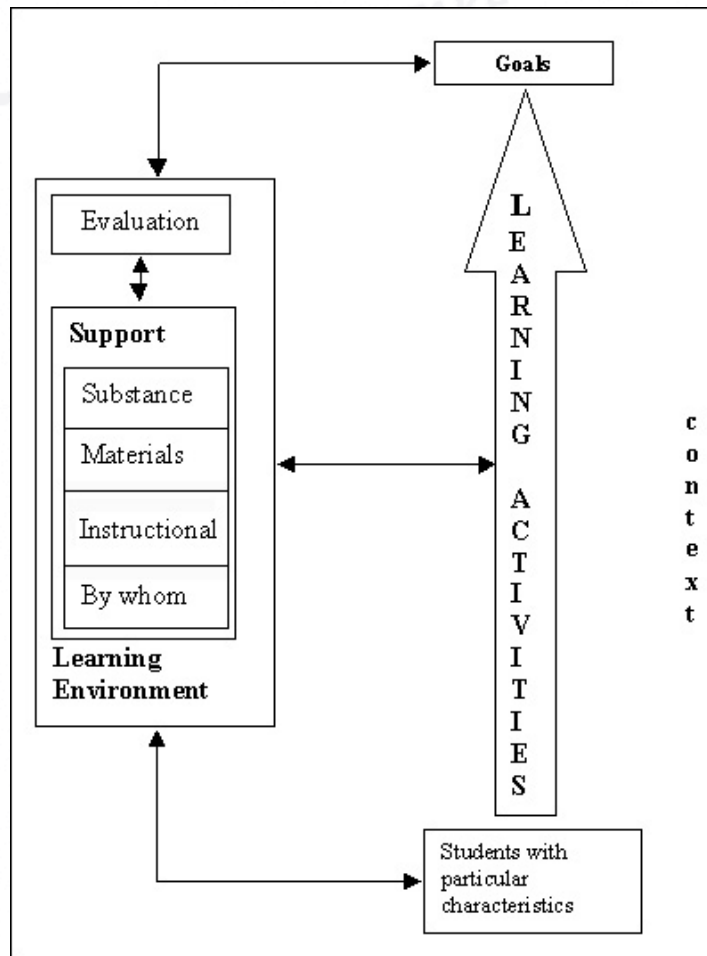 Goals
Evaluation
Support
Substance
Materials
Instructional
By whom
Learning
Environment
LEARNING ACTIVITIES
context
Students with
particular
characteristics